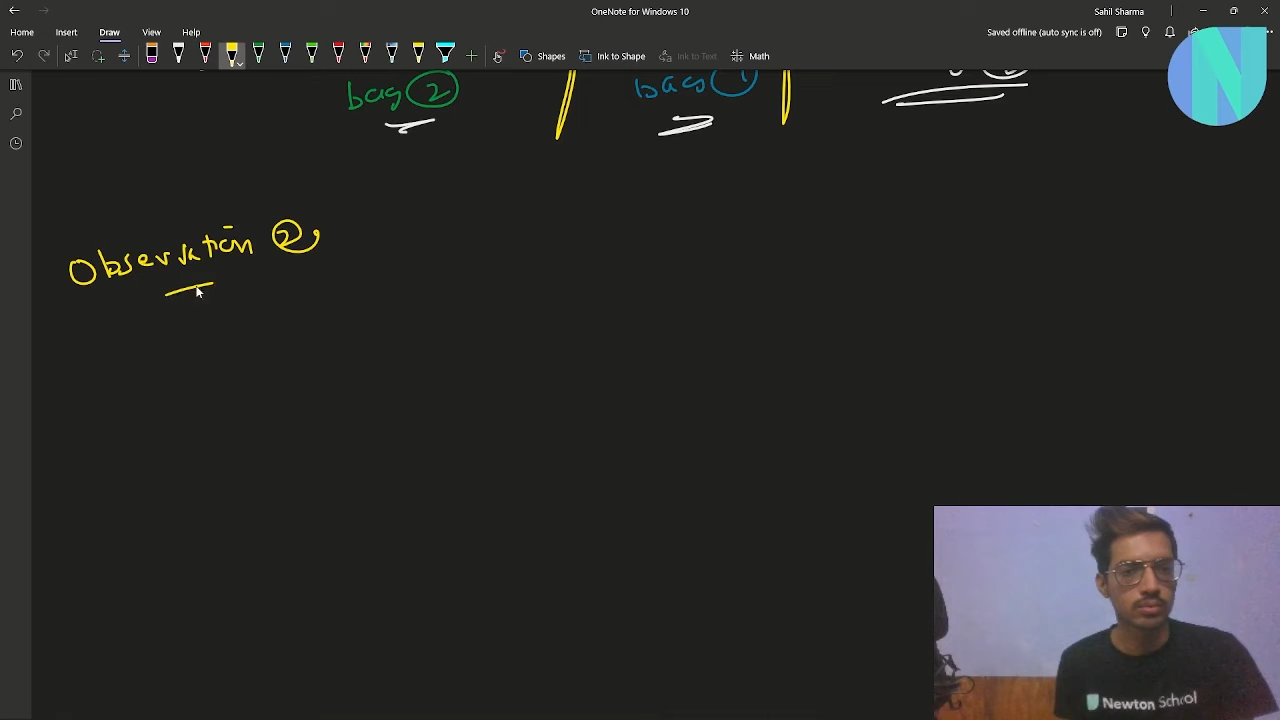 OneNote for Windows 10
Sahil Sharma
Home Insert Draw View Help
Saved offline (auto sync is off)
Shapes Ink to Shape Ink to Text Math
bag 2
bag 1
Observation 2
Newton School